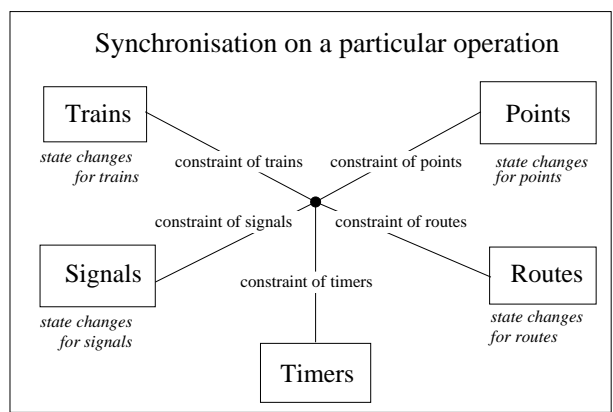 Synchronisation on a particular operation
Trains
Points
state changes
for trains
constraint of trains
constraint of points
state changes
for points
constraint of signals
constraint of routes
Signals
constraint of timers
Routes
state changes
for signals
state changes
for routes
Timers